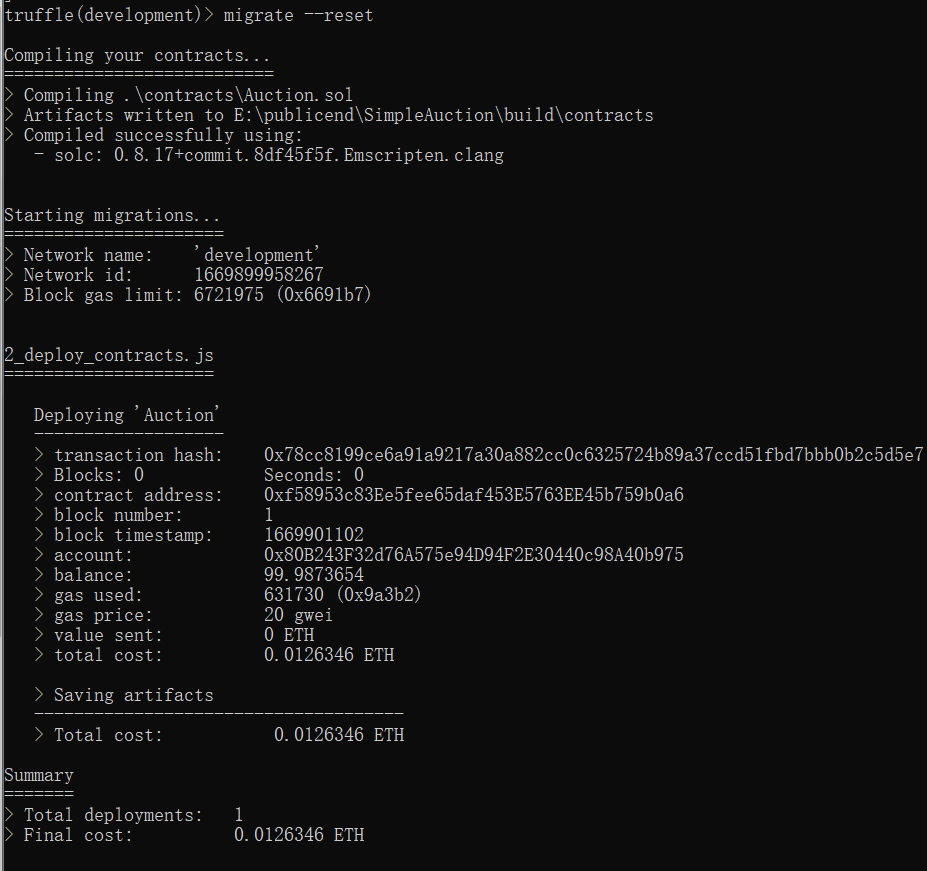 truffle(development)> migrate --reset
Compiling your contracts...
===========================
> Compiling .\contracts\Auction.sol
> Artifacts written to E:\publicend\SimpleAuction\build\contracts
> Compiled successfully using:
   - solc: 0.8.17+commit.8df45f5f.Emscripten.clang
Starting migrations...
======================
> Network name:    'development'
> Network id:      1669899958267
> Block gas limit: 6721975 (0x6691b7)
2_deploy_contracts.js
=====================
   Deploying 'Auction'
   -------------------
   > transaction hash:    0x78cc8199ce6a91a9217a30a882cc0c6325724b89a37ccd51fbd7bbb0b2c5d5e7
   > Blocks: 0            Seconds: 0
   > contract address:    0xf58953c83Ee5fee65daf453E5763EE45b759b0a6
   > block number:        1
   > block timestamp:     1669901102
   > account:             0x80B243F32d76A575e94D94F2E30440c98A40b975
   > balance:             99.9873654
   > gas used:            631730 (0x9a3b2)
   > gas price:           20 gwei
   > value sent:          0 ETH
   > total cost:          0.0126346 ETH
   > Saving artifacts
   -------------------------------------
   > Total cost:           0.0126346 ETH
Summary
=======
> Total deployments:   1
> Final cost:          0.0126346 ETH